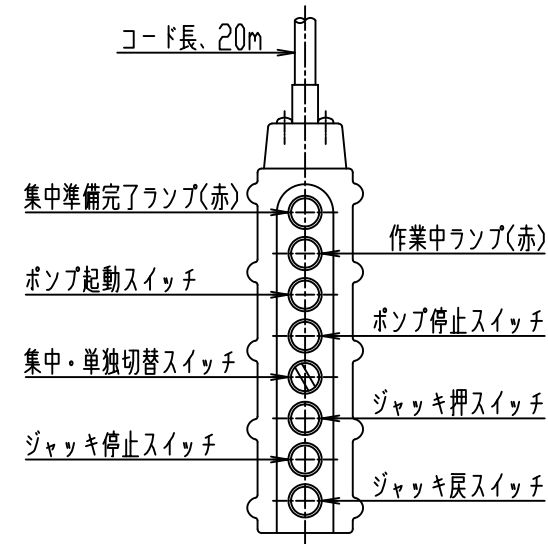 コード長、20m
集中準備完了ランプ(赤)
作業中ランプ(赤)
ポンプ起動スイッチ
ポンプ停止スイッチ
集中・単独切替スイッチ
ジャッキ押スイッチ
ジャッキ停止スイッチ
ジャッキ戻スイッチ